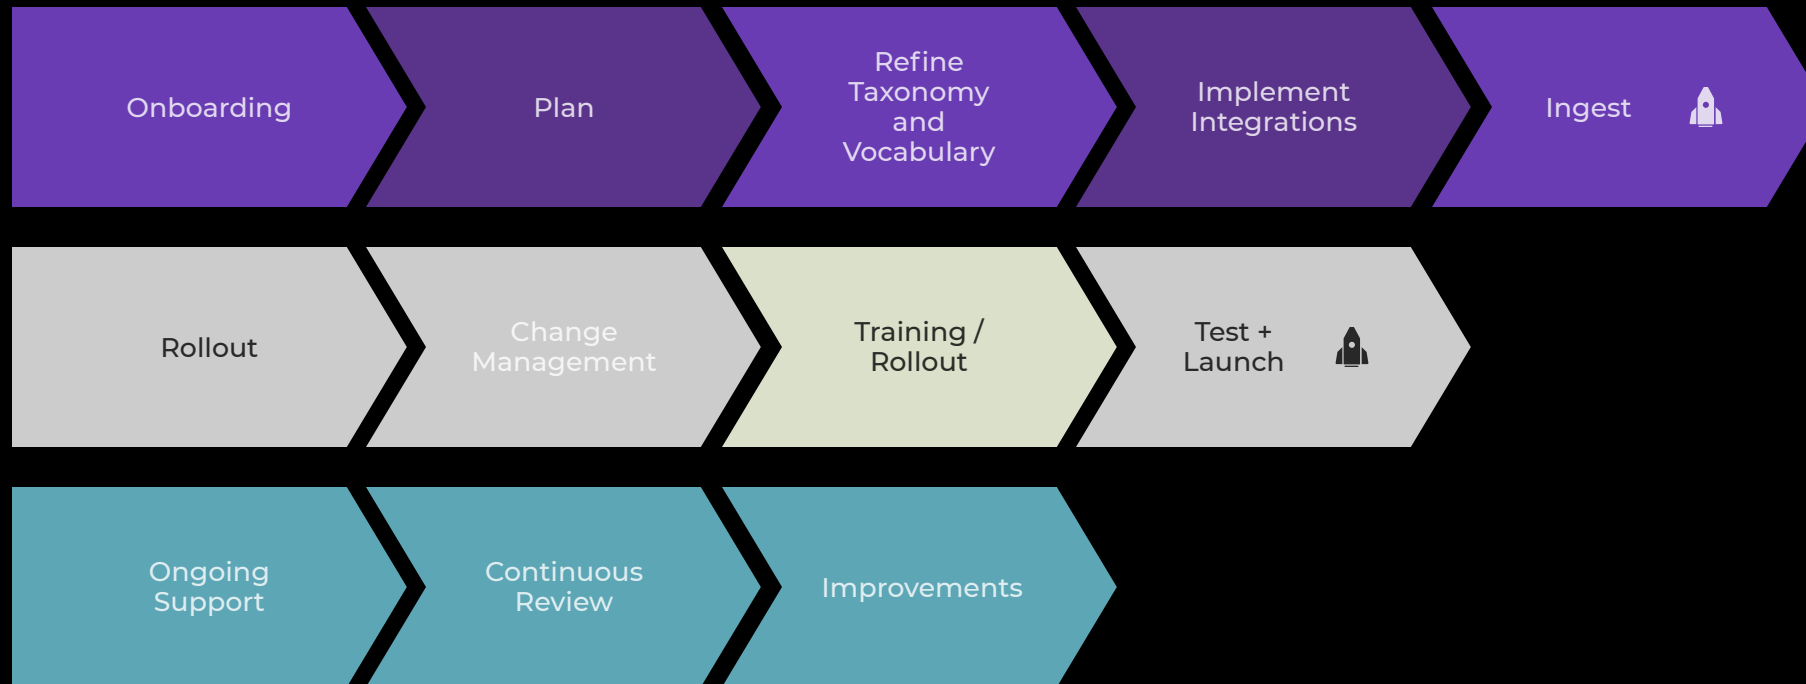 Onboarding
Plan
Refine
Taxonomy
and
Vocabulary
Implement
Integrations
Ingest
Rollout
Change
Management
Training /
Rollout
Test +
Launch
Ongoing
Support
Continuous
Review
Improvements